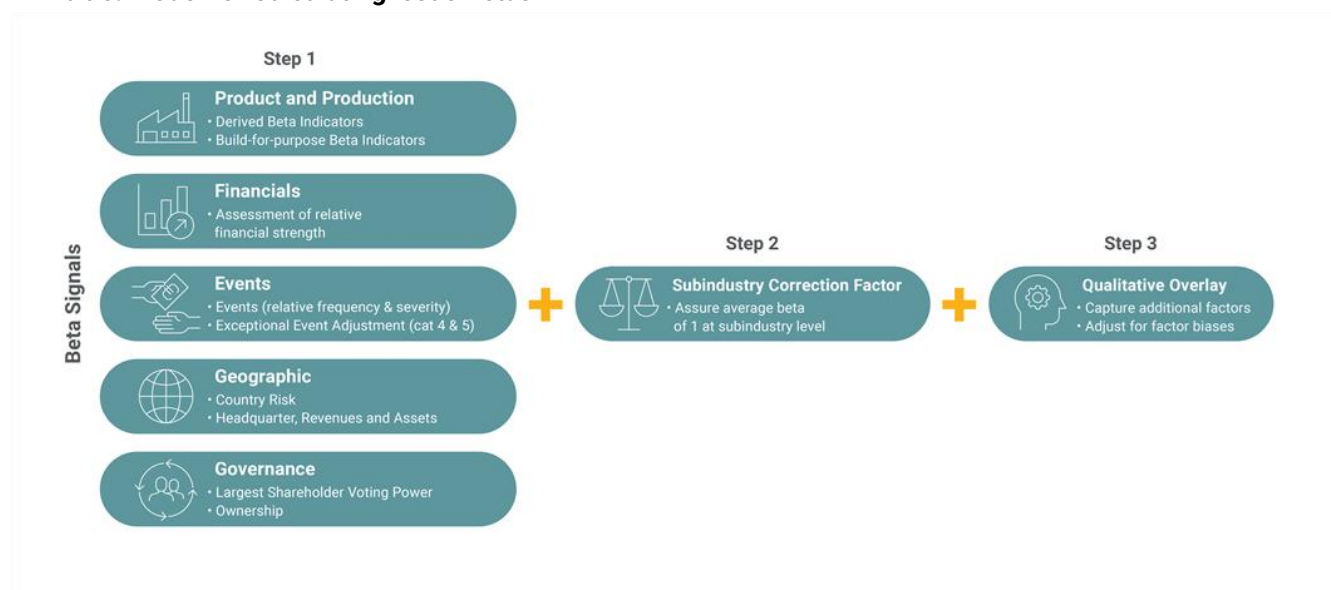 Step 1
Product and Production
• Derived Beta Indicators
• Build-for-purpose Beta Indicators
Financials
• Assessment of relative
financial strength
Beta Signals
Events
• Events (relative frequency & severity)
• Exceptional Event Adjustment (cat 4 & 5)
Geographic
• Country Risk
• Headquarter, Revenues and Assets
Governance
• Largest Shareholder Voting Power
• Ownership
Step 2
Subindustry Correction Factor
• Assure average beta
of 1 at subindustry level
Step 3
Qualitative Overlay
• Capture additional factors
• Adjust for factor biases